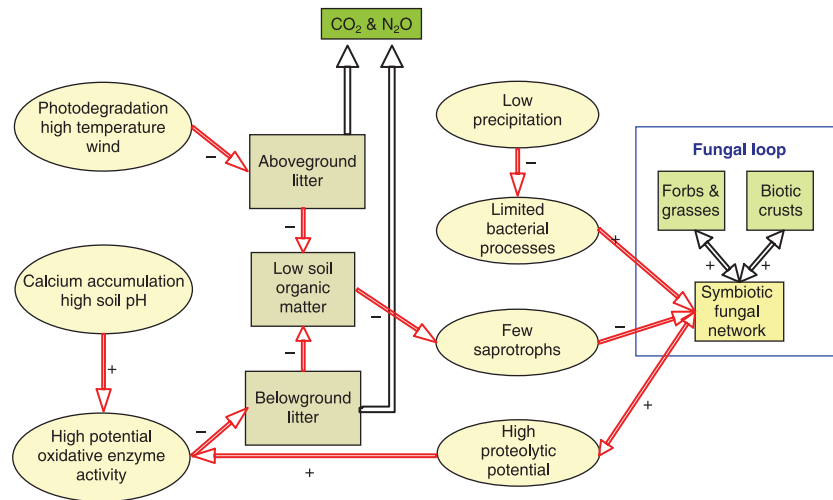 CO₂ & N₂O
Photodegradation
high temperature
wind
−
Aboveground
litter
−
Low
precipitation
−
Limited
bacterial
processes
+
Fungal loop
Forbs &
grasses
Biotic
crusts
+
+
Symbiotic
fungal
network
Calcium accumulation
high soil pH
+
Low soil
organic
matter
−
−
Few
saprotrophs
−
Belowground
litter
−
High potential
oxidative enzyme
activity
+
High
proteolytic
potential
+